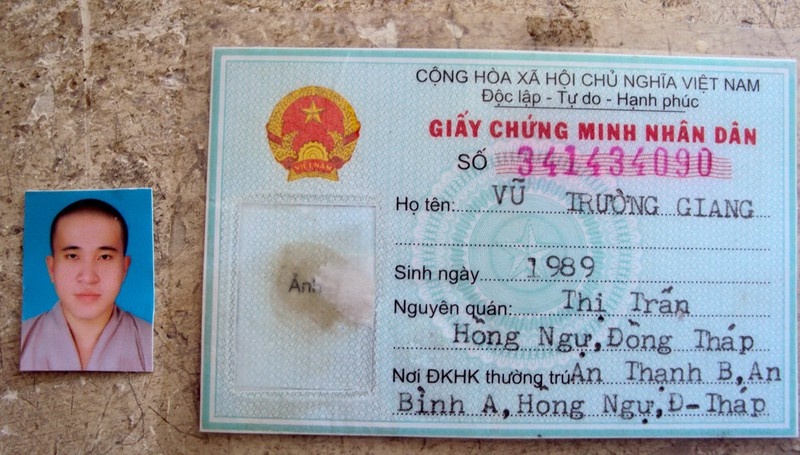 CỘNG HÒA XÃ HỘI CHỦ NGHĨA VIỆT NAM
Độc lập - Tự do - Hạnh phúc
GIẤY CHỨNG MINH NHÂN DÂN
SỐ 341434090
Họ tên: VŨ TRƯỜNG GIANG
Sinh ngày 1989
Nguyên quán: Thị Trấn
Hồng Ngự, Đồng Tháp
Nơi ĐKHK thường trú: An Thạnh B, An
Bình A, Hồng Ngự, Đ-Tháp
VIETNAM
Ảnh